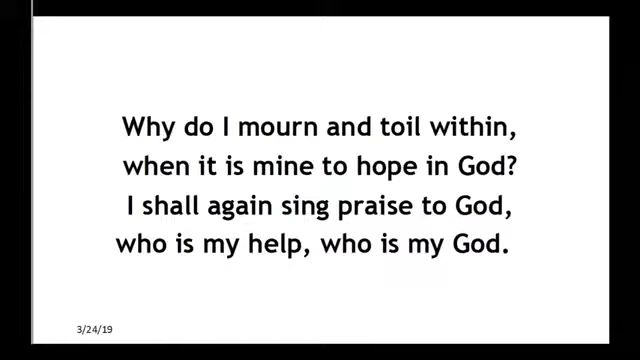 Why do I mourn and toil within,
when it is mine to hope in God?
I shall again sing praise to God,
who is my help, who is my God.
3/24/19